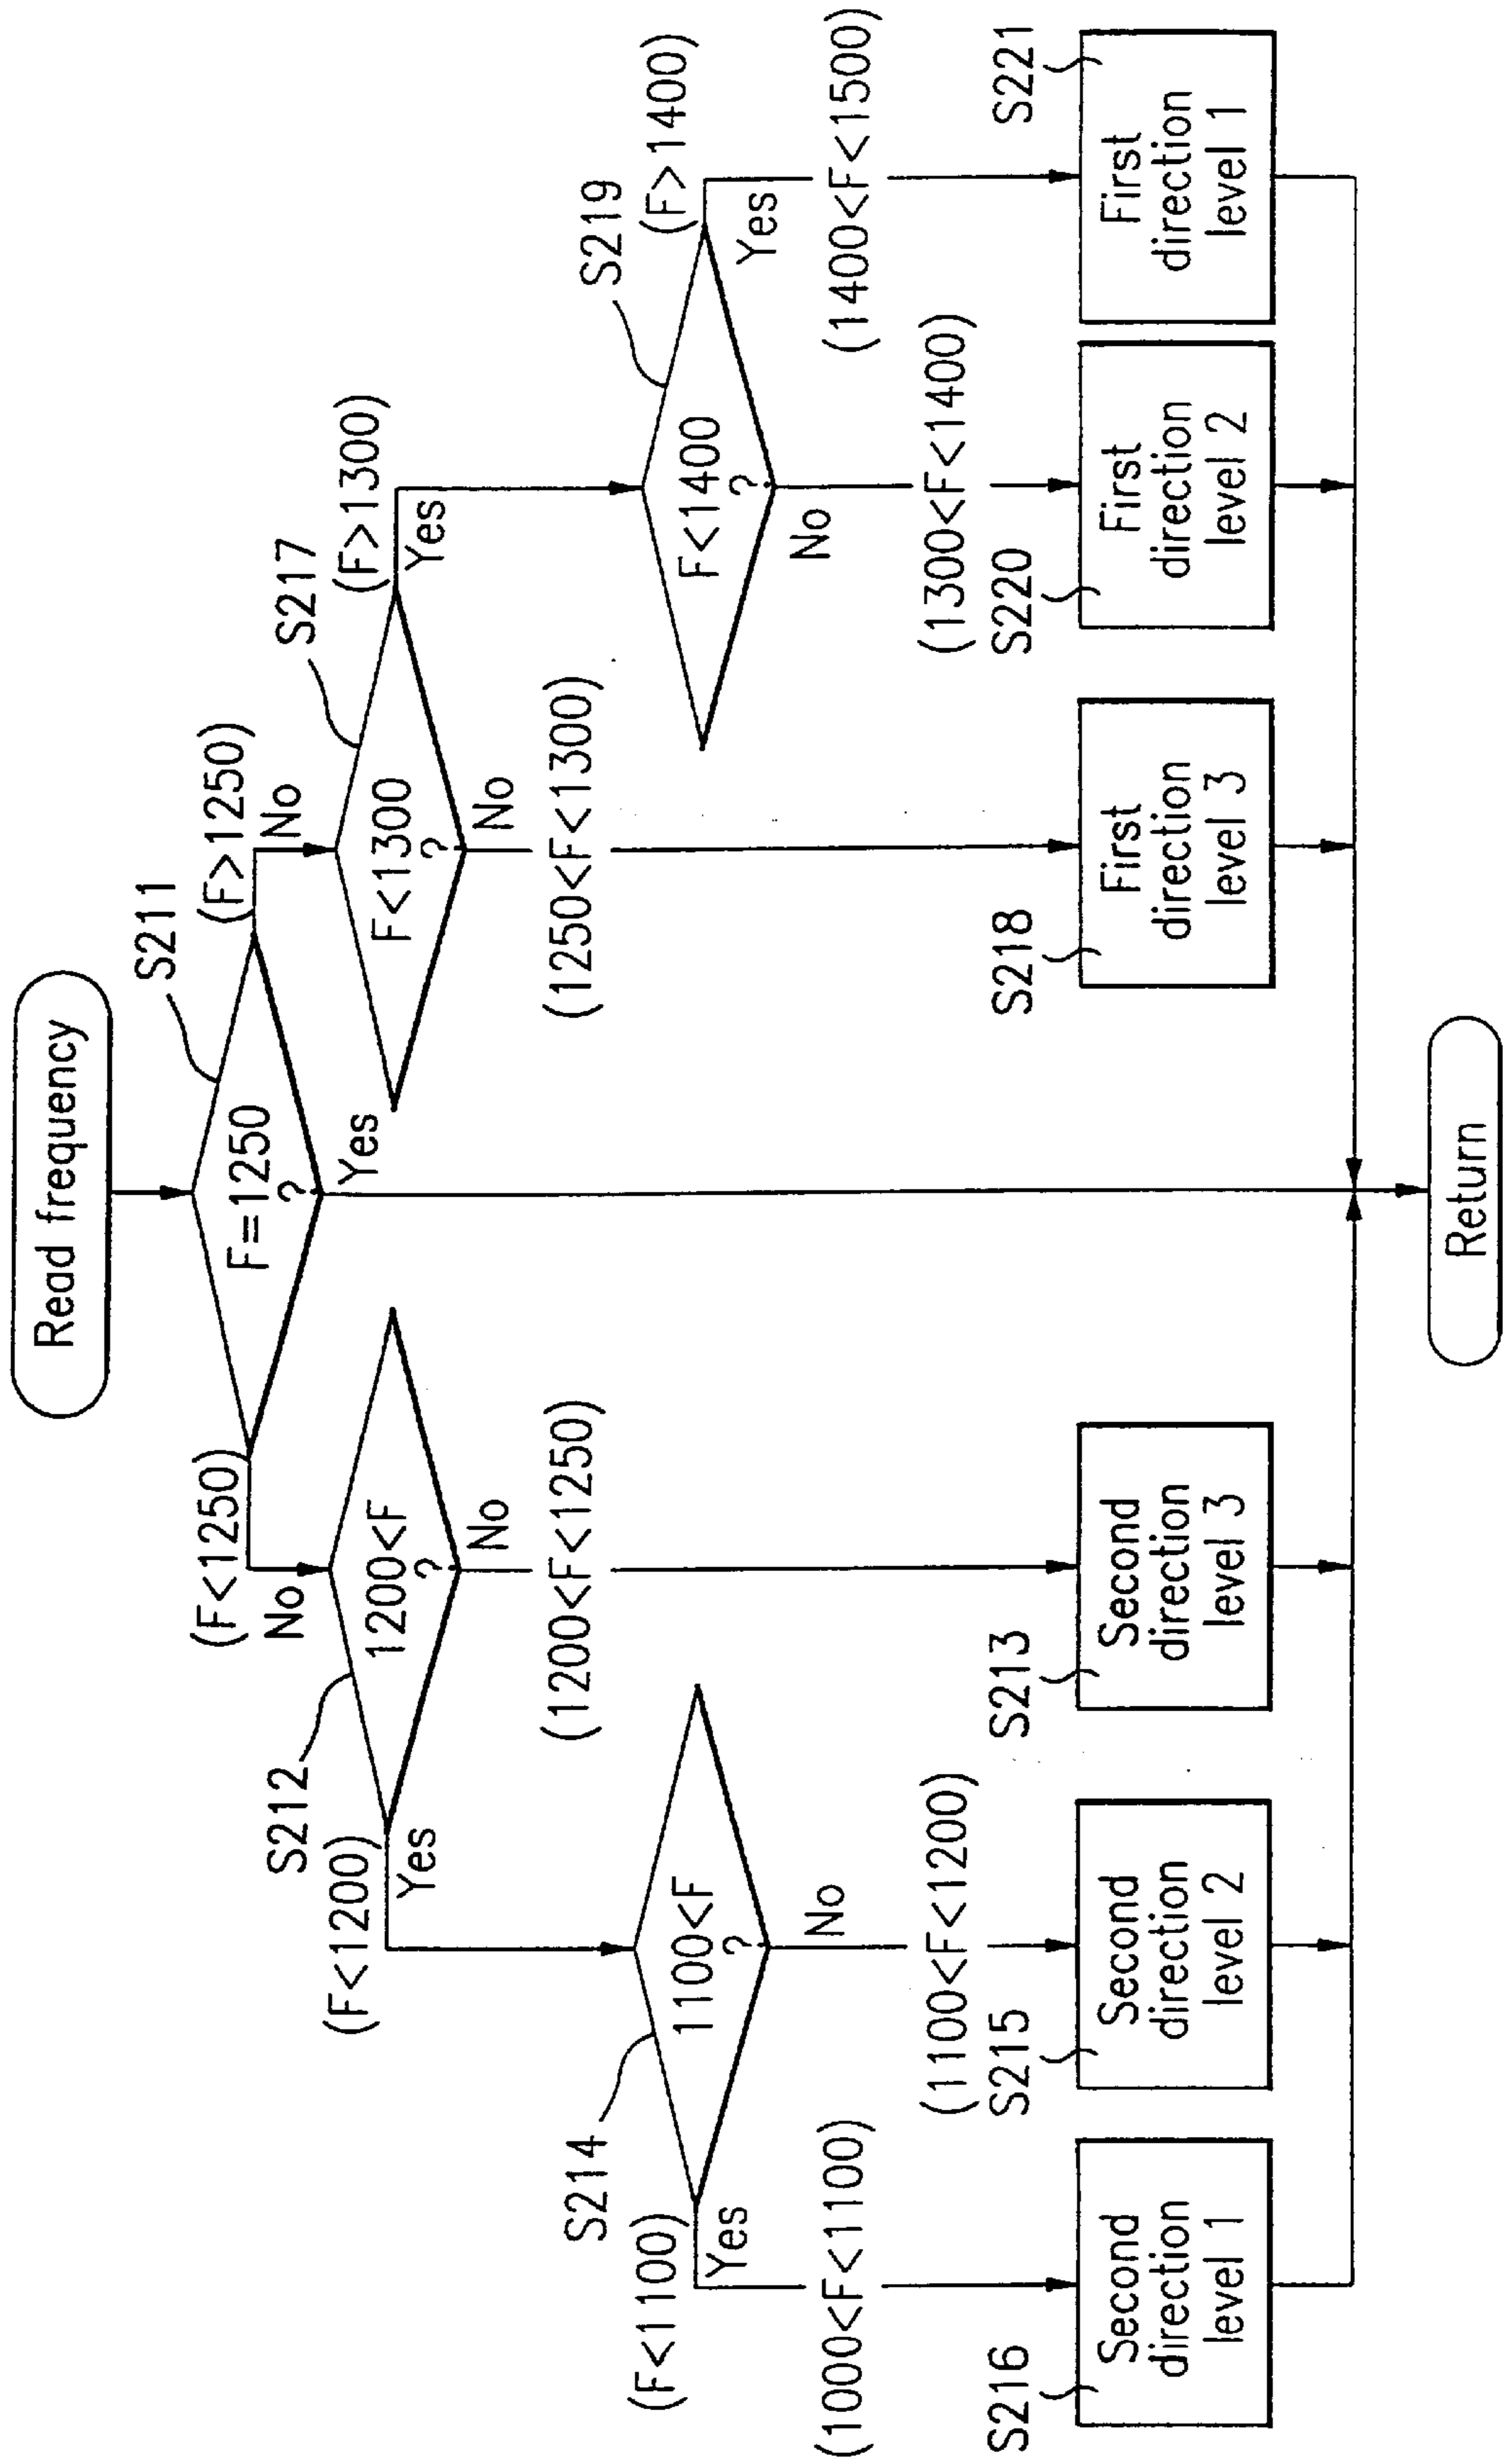 Read frequency
S211
F=1250
?
(F<1250)
No
(F>1250)
No
Yes
S212
1200<F
?
(F<1200)
Yes
No
(1200<F<1250)
S217
F<1300
?
(F>1300)
Yes
No
(1250<F<1300)
S214
1100<F
?
(F<1100)
Yes
No
(1000<F<1100)
(1100<F<1200)
S219
F<1400
?
(F>1400)
Yes
No
(1400<F<1500)
(1300<F<1400)
S216
Second
direction
level 1
S215
Second
direction
level 2
S213
Second
direction
level 3
S218
First
direction
level 3
S220
First
direction
level 2
S221
First
direction
level 1
Return